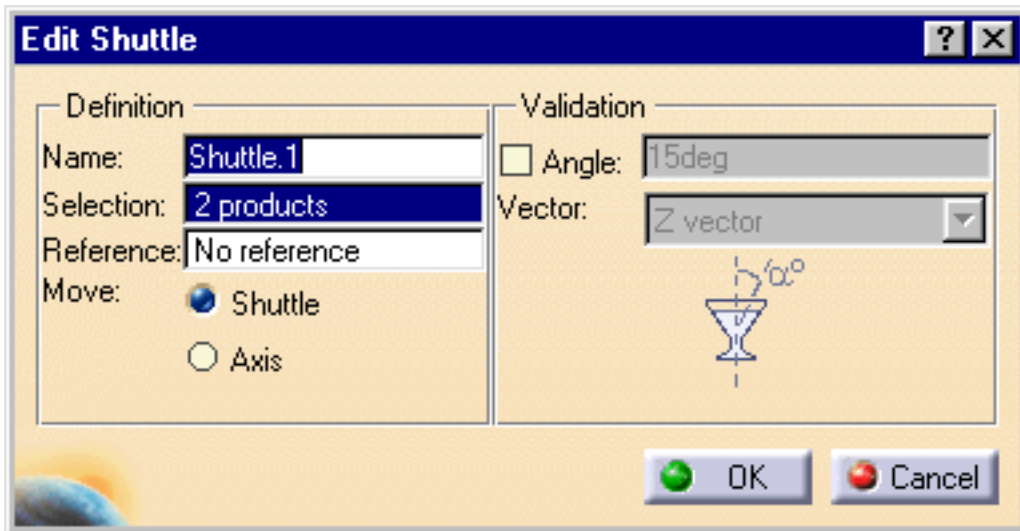 Edit Shuttle
Definition
Name: Shuttle.1
Selection: 2 products
Reference: No reference
Move: Shuttle
Axis
Validation
Angle: 15deg
Vector: Z vector
α°
OK Cancel